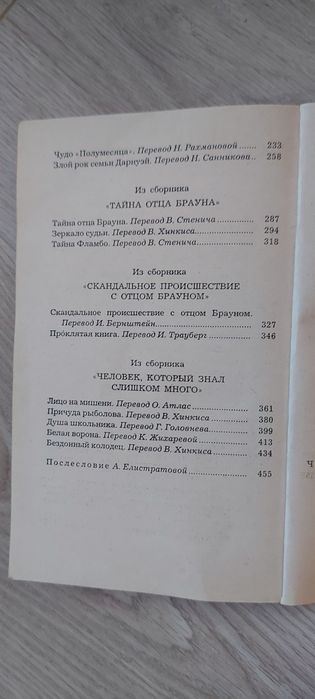 Чудо «Полумесяца». Перевод Н. Рахмановой ...... 233
Злой рок семьи Дарнуэй. Перевод Н. Санникова .. 258
Из сборника
«ТАЙНА ОТЦА БРАУНА»
Тайна отца Брауна. Перевод В. Стенича ............... 287
Зеркало судьи. Перевод В. Хинкиса ................... 294
Тайна Фламбо. Перевод В. Стенича ................... 318
Из сборника
«СКАНДАЛЬНОЕ ПРОИСШЕСТВИЕ
С ОТЦОМ БРАУНОМ»
Скандальное происшествие с отцом Брауном.
Перевод И. Бернштейн ............................ 327
Проклятая книга. Перевод И. Трауберг ............. 346
Из сборника
«ЧЕЛОВЕК, КОТОРЫЙ ЗНАЛ
СЛИШКОМ МНОГО»
Лицо на мишени. Перевод О. Атлас ................... 361
Причуда рыболова. Перевод В. Хинкиса ............. 380
Душа школьника. Перевод Г. Головнева ............. 399
Белая ворона. Перевод К. Жихаревой ................ 413
Бездонный колодец. Перевод В. Хинкиса ........... 434
Послесловие А. Елистратовой ....................... 455